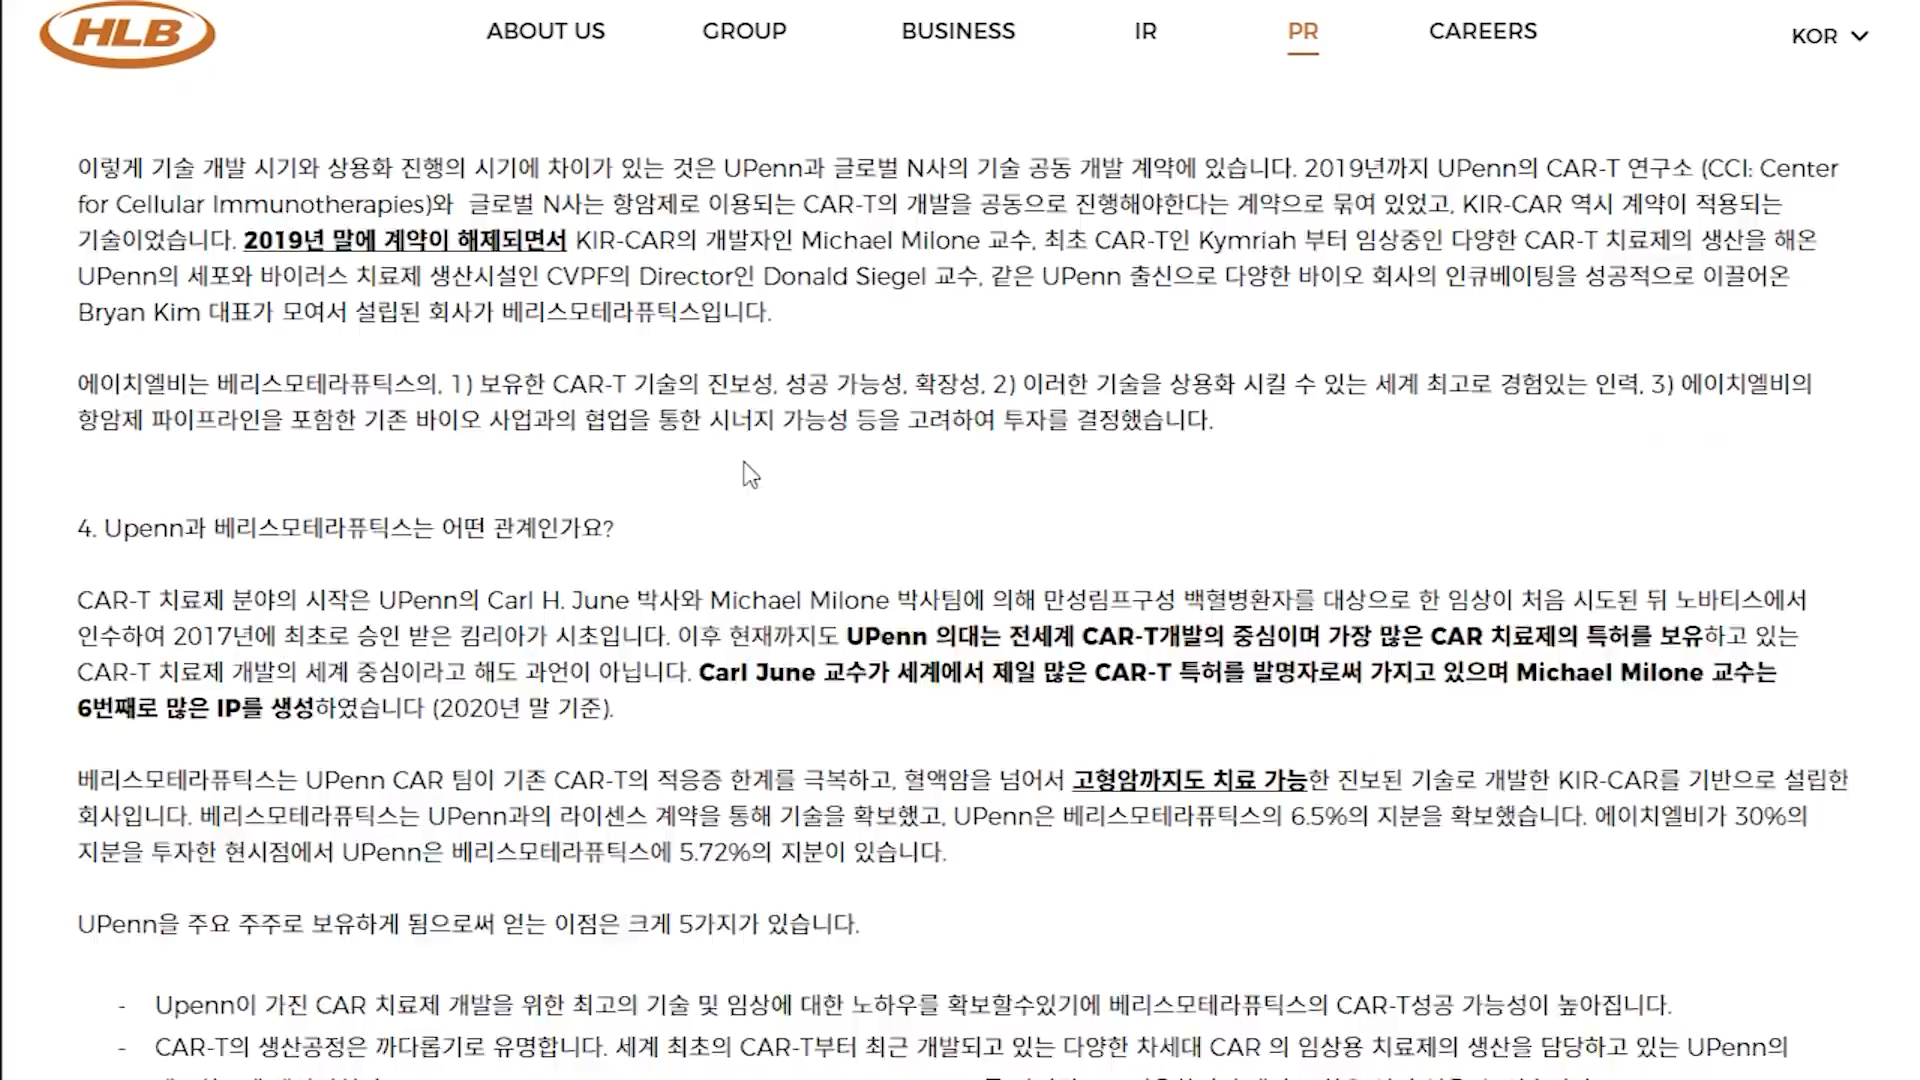 HLB
ABOUT US
GROUP
BUSINESS
IR
PR
CAREERS
KOR
이렇게 기술 개발 시기와 상용화 진행의 시기에 차이가 있는 것은 UPenn과 글로벌 N사의 기술 공동 개발 계약에 있습니다. 2019년까지 UPenn의 CAR-T 연구소 (CCI: Center
for Cellular Immunotherapies)와 글로벌 N사는 항암제로 이용되는 CAR-T의 개발을 공동으로 진행해야한다는 계약으로 묶여 있었고, KIR-CAR 역시 계약이 적용되는
기술이었습니다. 2019년 말에 계약이 해제되면서 KIR-CAR의 개발자인 Michael Milone 교수, 최초 CAR-T인 Kymriah 부터 임상중인 다양한 CAR-T 치료제의 생산을 해온
UPenn의 세포와 바이러스 치료제 생산시설인 CVPF의 Director인 Donald Siegel 교수, 같은 UPenn 출신으로 다양한 바이오 회사의 인큐베이팅을 성공적으로 이끌어온
Bryan Kim 대표가 모여서 설립된 회사가 베리스모테라퓨틱스입니다.
에이치엘비는 베리스모테라퓨틱스의, 1) 보유한 CAR-T 기술의 진보성, 성공 가능성, 확장성, 2) 이러한 기술을 상용화 시킬 수 있는 세계 최고로 경험있는 인력, 3) 에이치엘비의
항암제 파이프라인을 포함한 기존 바이오 사업과의 협업을 통한 시너지 가능성 등을 고려하여 투자를 결정했습니다.
4. Upenn과 베리스모테라퓨틱스는 어떤 관계인가요?
CAR-T 치료제 분야의 시작은 UPenn의 Carl H. June 박사와 Michael Milone 박사팀에 의해 만성림프구성 백혈병환자를 대상으로 한 임상이 처음 시도된 뒤 노바티스에서
인수하여 2017년에 최초로 승인 받은 킴리아가 시초입니다. 이후 현재까지도 UPenn 의대는 전세계 CAR-T개발의 중심이며 가장 많은 CAR 치료제의 특허를 보유하고 있는
CAR-T 치료제 개발의 세계 중심이라고 해도 과언이 아닙니다. Carl June 교수가 세계에서 제일 많은 CAR-T 특허를 발명자로써 가지고 있으며 Michael Milone 교수는
6번째로 많은 IP를 생성하였습니다 (2020년 말 기준).
베리스모테라퓨틱스는 UPenn CAR 팀이 기존 CAR-T의 적응증 한계를 극복하고, 혈액암을 넘어서 고형암까지도 치료 가능한 진보된 기술로 개발한 KIR-CAR를 기반으로 설립한
회사입니다. 베리스모테라퓨틱스는 UPenn과의 라이센스 계약을 통해 기술을 확보했고, UPenn은 베리스모테라퓨틱스의 6.5%의 지분을 확보했습니다. 에이치엘비가 30%의
지분을 투자한 현시점에서 UPenn은 베리스모테라퓨틱스에 5.72%의 지분이 있습니다.
UPenn을 주요 주주로 보유하게 됨으로써 얻는 이점은 크게 5가지가 있습니다.
- Upenn이 가진 CAR 치료제 개발을 위한 최고의 기술 및 임상에 대한 노하우를 확보할수있기에 베리스모테라퓨틱스의 CAR-T성공 가능성이 높아집니다.
- CAR-T의 생산공정은 까다롭기로 유명합니다. 세계 최초의 CAR-T부터 최근 개발되고 있는 다양한 차세대 CAR 의 임상용 치료제의 생산을 담당하고 있는 UPenn의